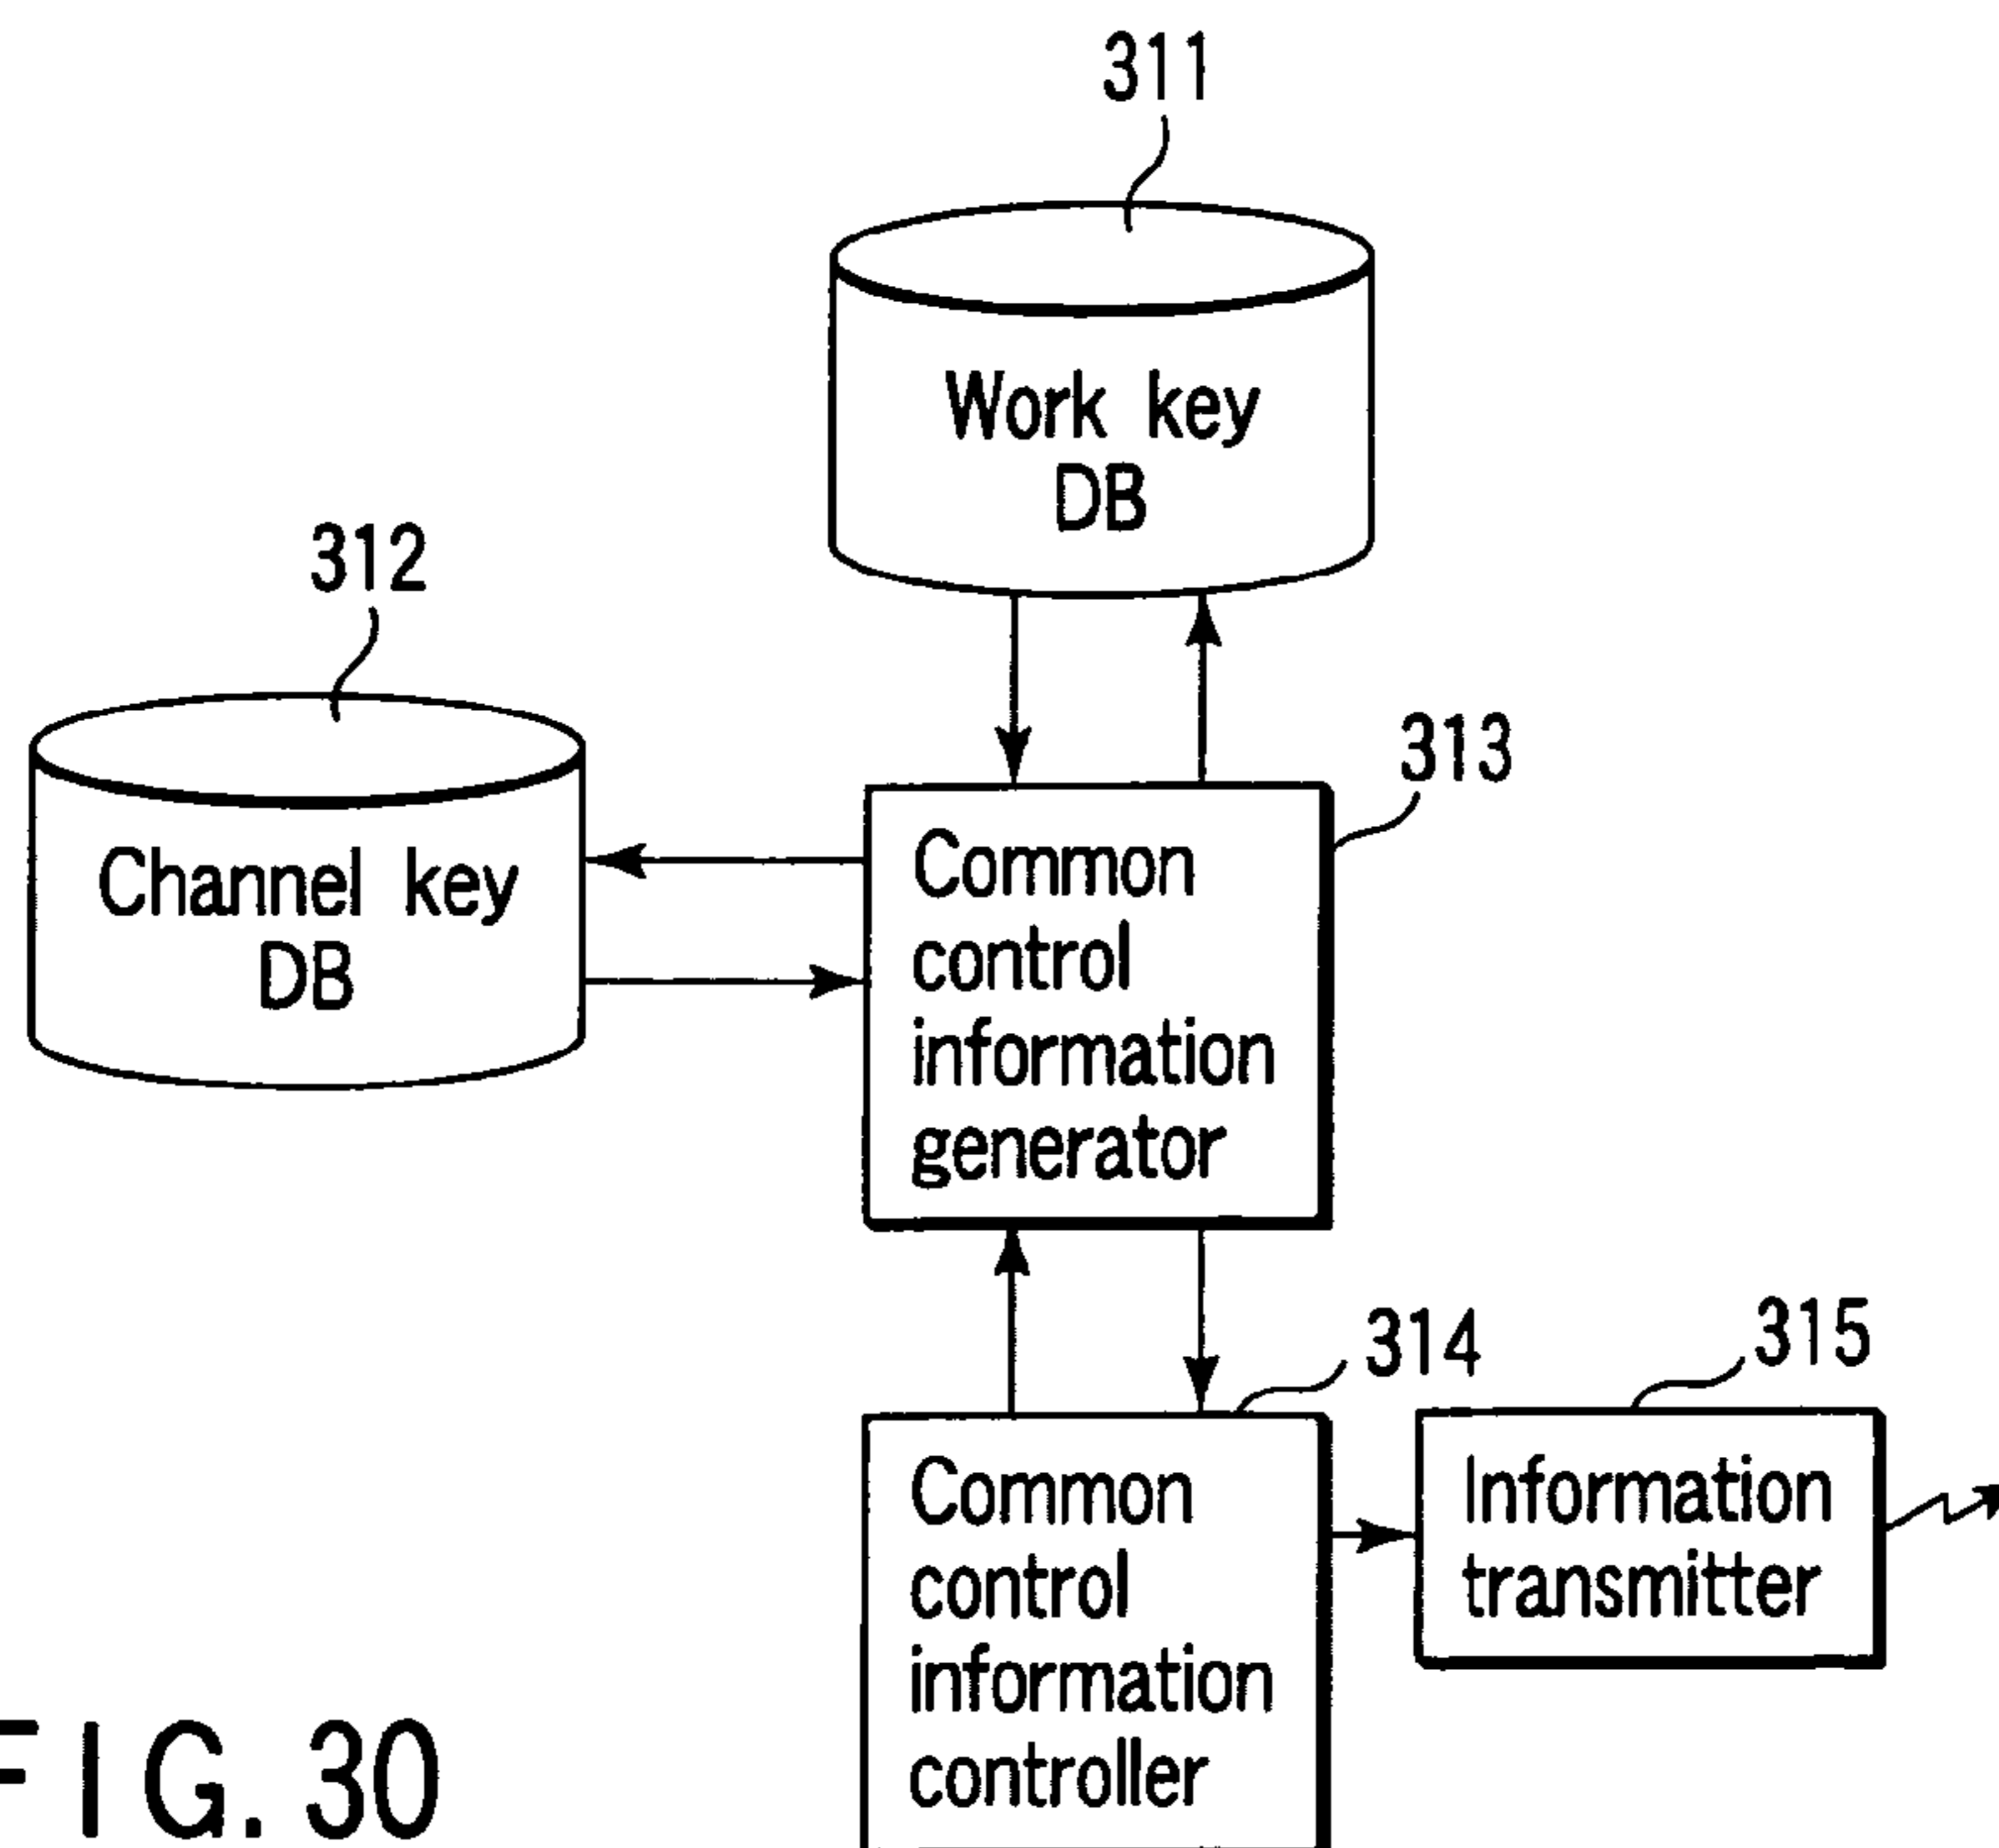 311
Work key
DB
312
Channel key
DB
313
Common
control
information
generator
314
315
Common
control
information
controller
Information
transmitter
FIG. 30